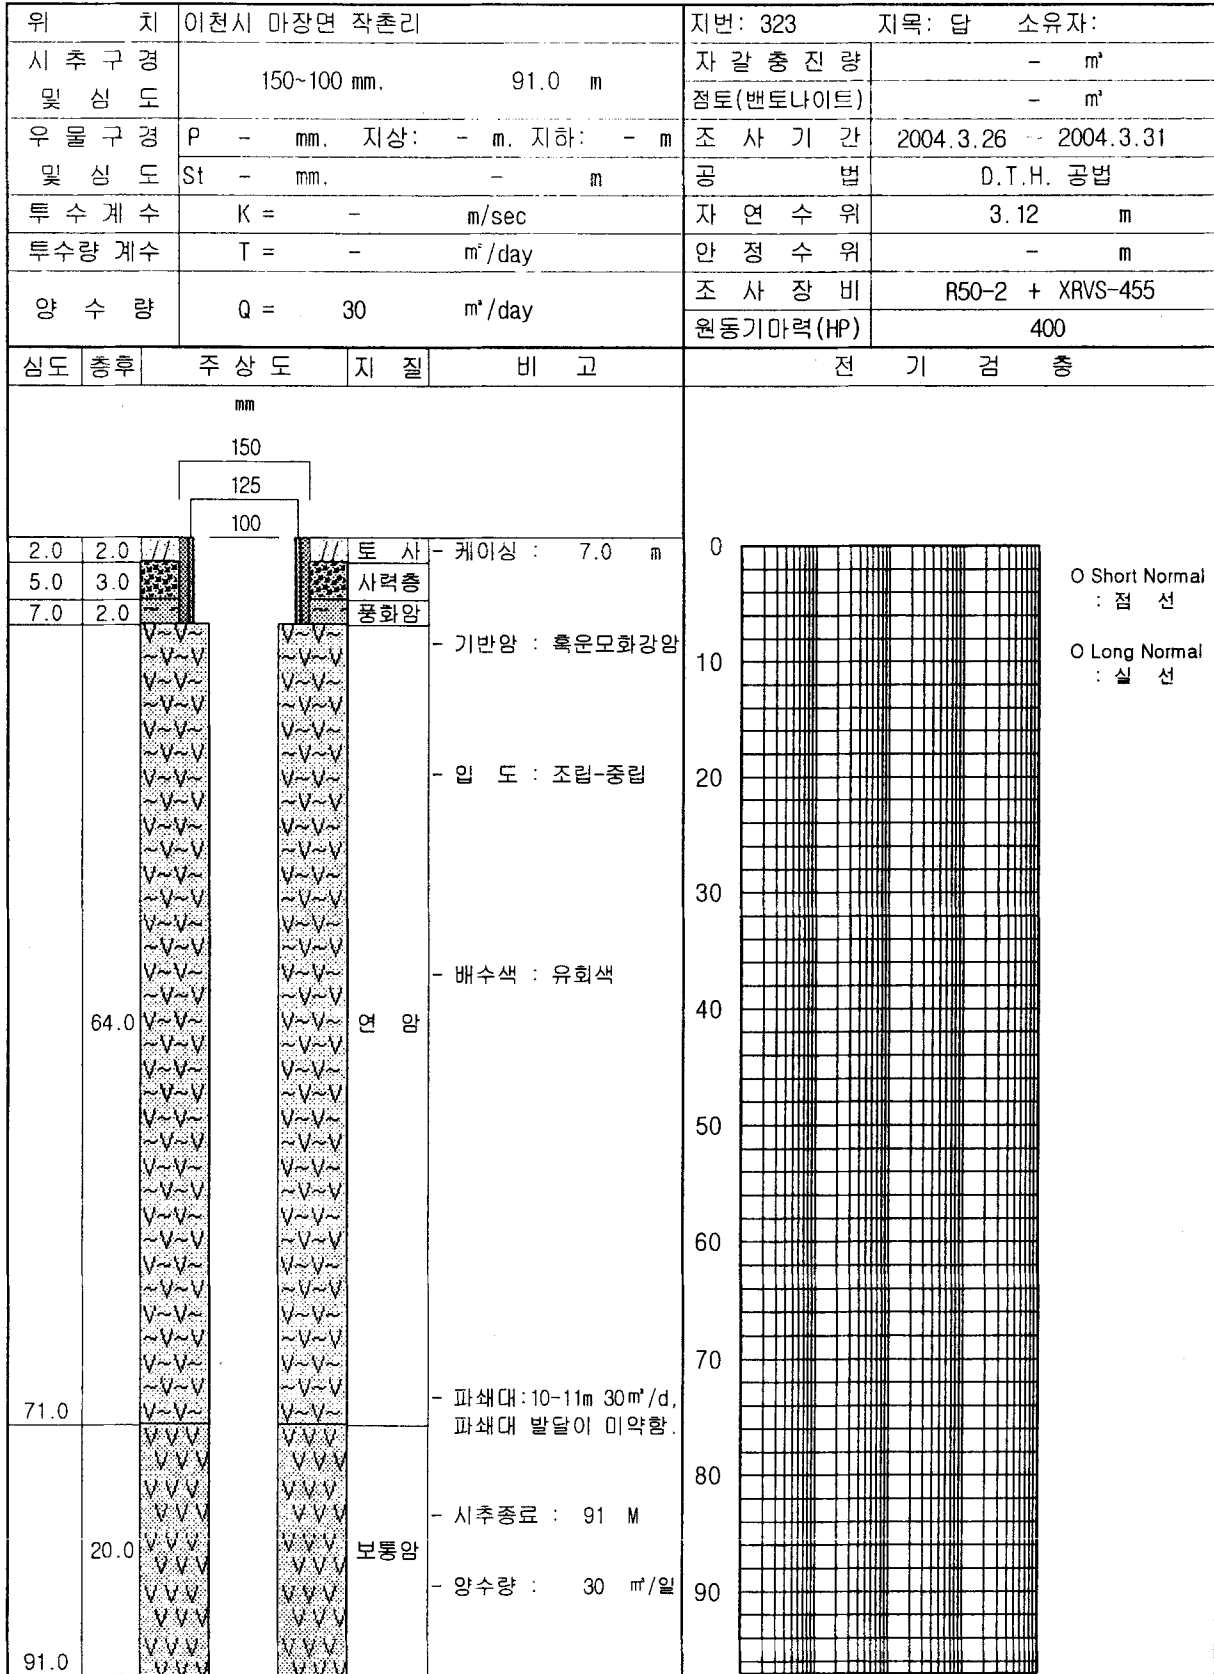 위 치 이천시 마장면 작촌리 지번: 323 지목: 답 소유자:
시 추 구 경 및 심 도 150~100 mm. 91.0 m
자 갈 충 진 량 - ㎥
점토(밴토나이트) - ㎥
우 물 구 경 및 심 도 P - mm. 지상: - m. 지하: - m
St - mm. - m
조 사 기 간 2004.3.26 - 2004.3.31
공 법 D.T.H. 공법
투 수 계 수 K = - m/sec
자 연 수 위 3.12 m
투수량 계수 T = - ㎡/day
안 정 수 위 - m
양 수 량 Q = 30 ㎥/day
조 사 장 비 R50-2 + XRVS-455
원동기마력(HP) 400
심도 층후 주 상 도 지 질 비 고 전 기 검 층
mm
150
125
100
2.0 2.0 토 사 - 케이싱 : 7.0 m
5.0 3.0 사력층
7.0 2.0 풍화암
- 기반암 : 흑운모화강암
- 입 도 : 조립-중립
- 배수색 : 유회색
64.0 연 암
71.0
- 파쇄대:10-11m 30㎥/d,
파쇄대 발달이 미약함.
- 시추종료 : 91 M
20.0 보통암
- 양수량 : 30 ㎥/일
91.0
0
10
20
30
40
50
60
70
80
90
O Short Normal
: 점 선
O Long Normal
: 실 선